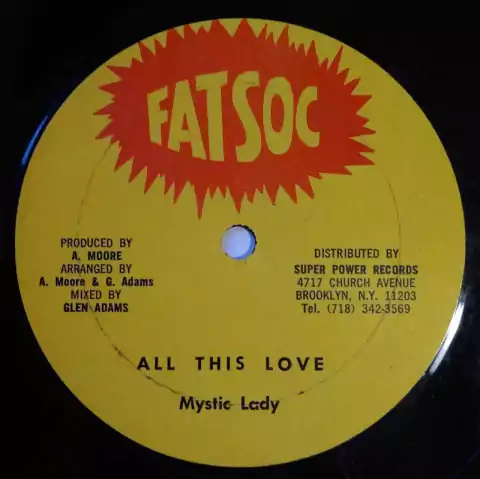 FATSOC
PRODUCED BY
A. MOORE
ARRANGED BY
A. Moore & G. Adams
MIXED BY
GLEN ADAMS
DISTRIBUTED BY
SUPER POWER RECORDS
4717 CHURCH AVENUE
BROOKLYN, N.Y. 11203
Tel. (718) 342-3569
ALL THIS LOVE
Mystic Lady